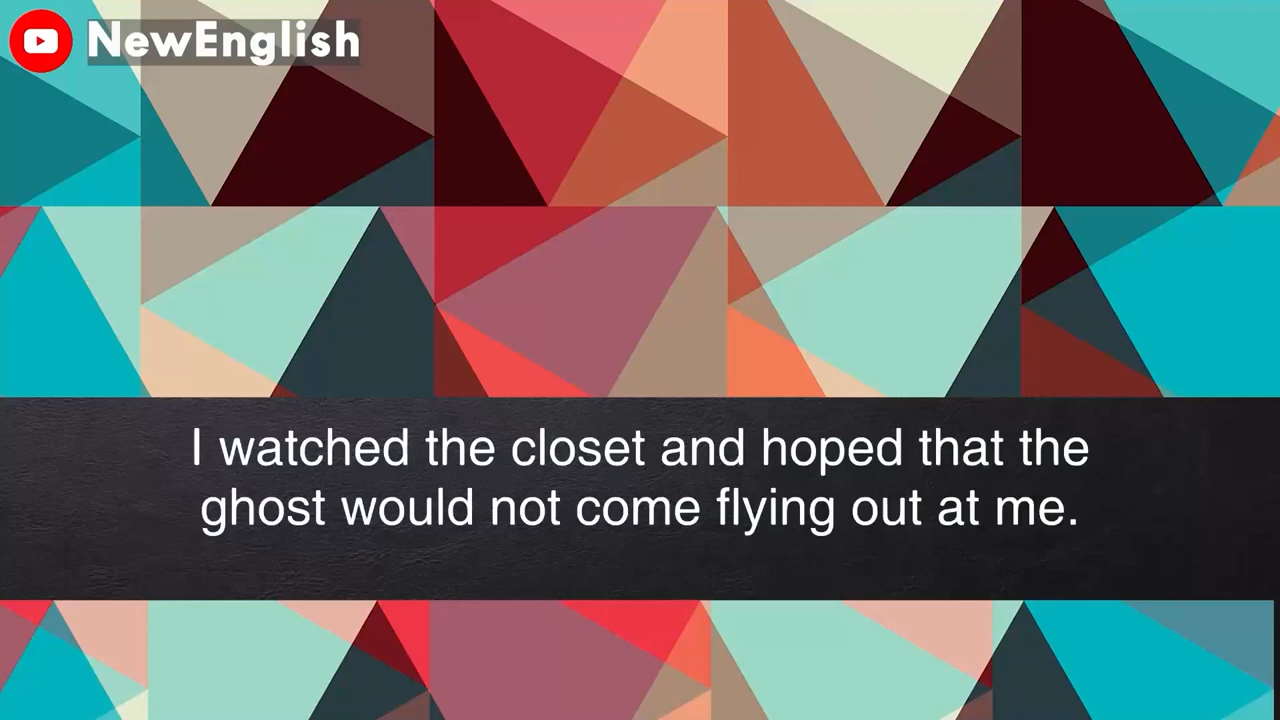 NewEnglish
I watched the closet and hoped that the
ghost would not come flying out at me.